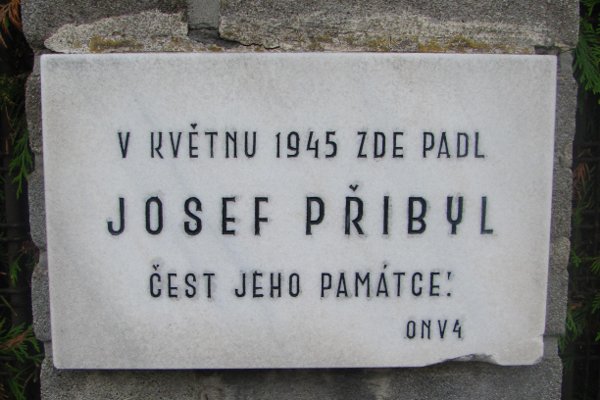 V KVĚTNU 1945 ZDE PADL
JOSEF PŘIBYL
ČEST JEHO PAMÁTCE!
ONV4